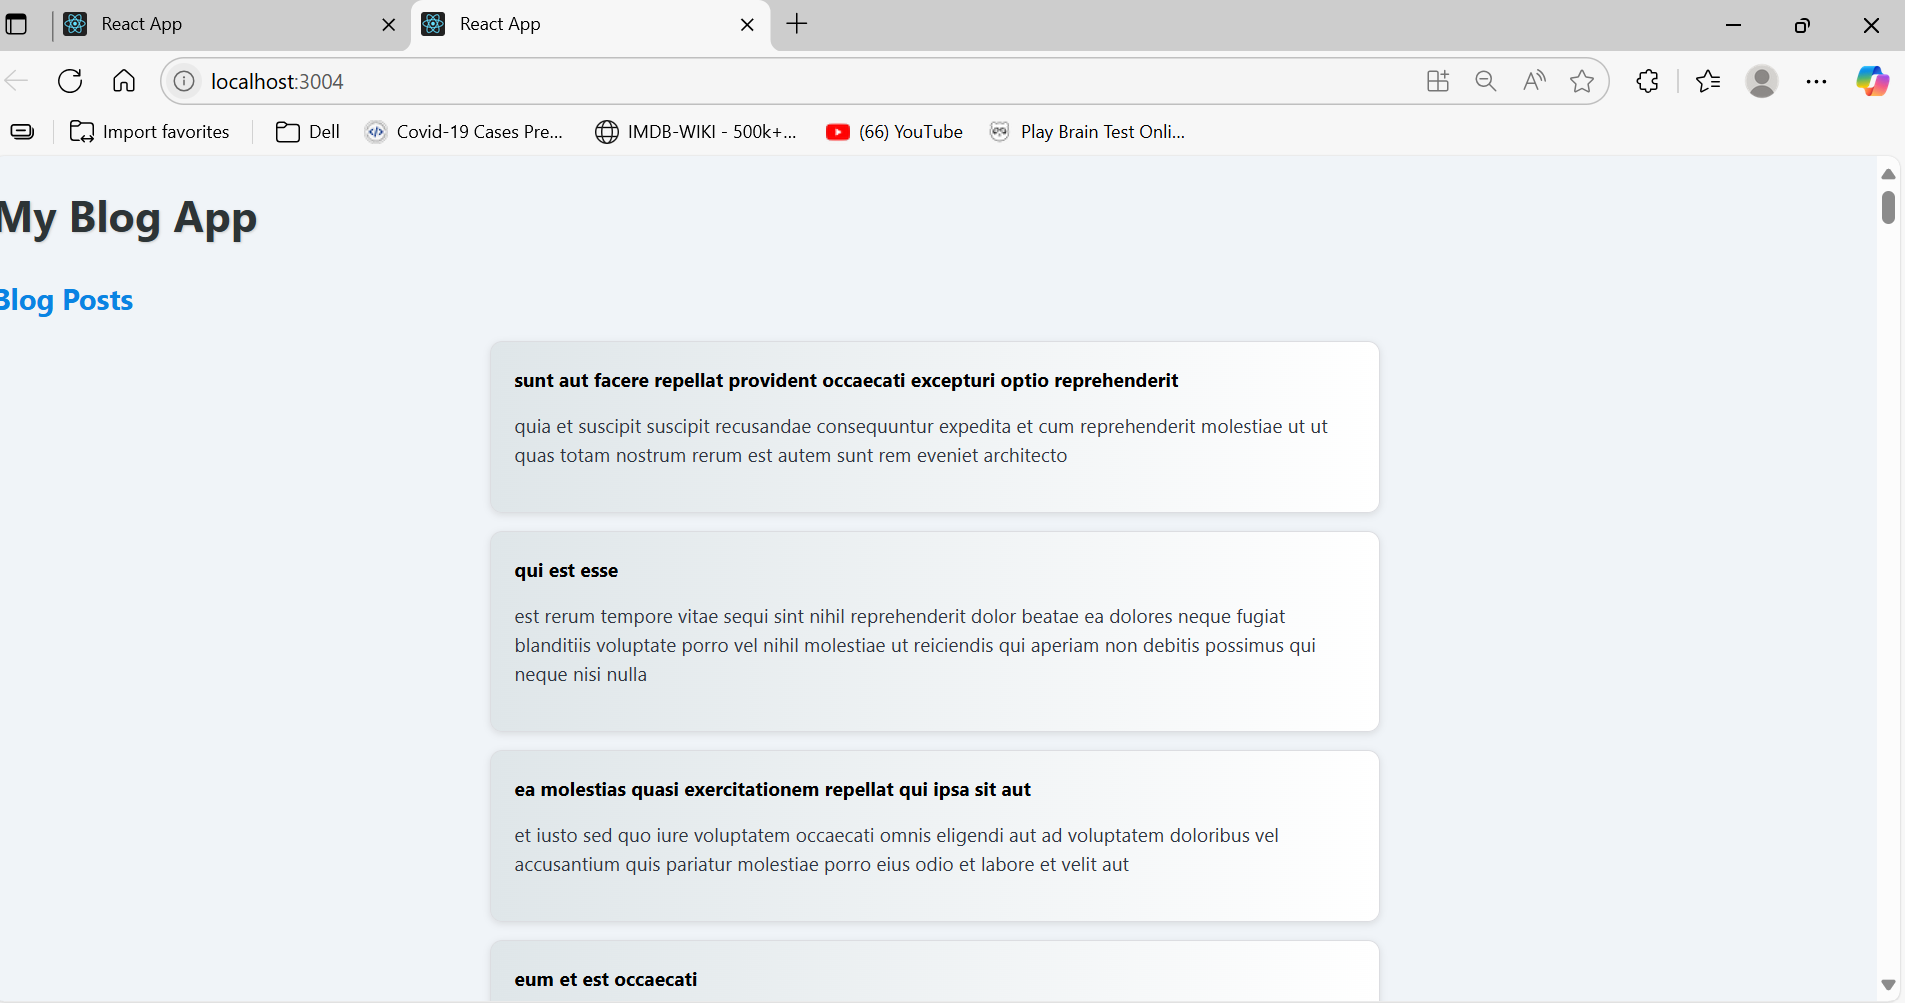 React App
React App
localhost:3004
Import favorites
Dell
Covid-19 Cases Pre...
IMDB-WIKI - 500k+...
(66) YouTube
Play Brain Test Onli...
My Blog App
Blog Posts
sunt aut facere repellat provident occaecati excepturi optio reprehenderit
quia et suscipit suscipit recusandae consequuntur expedita et cum reprehenderit molestiae ut ut
quas totam nostrum rerum est autem sunt rem eveniet architecto
qui est esse
est rerum tempore vitae sequi sint nihil reprehenderit dolor beatae ea dolores neque fugiat
blanditiis voluptate porro vel nihil molestiae ut reiciendis qui aperiam non debitis possimus qui
neque nisi nulla
ea molestias quasi exercitationem repellat qui ipsa sit aut
et iusto sed quo iure voluptatem occaecati omnis eligendi aut ad voluptatem doloribus vel
accusantium quis pariatur molestiae porro eius odio et labore et velit aut
eum et est occaecati